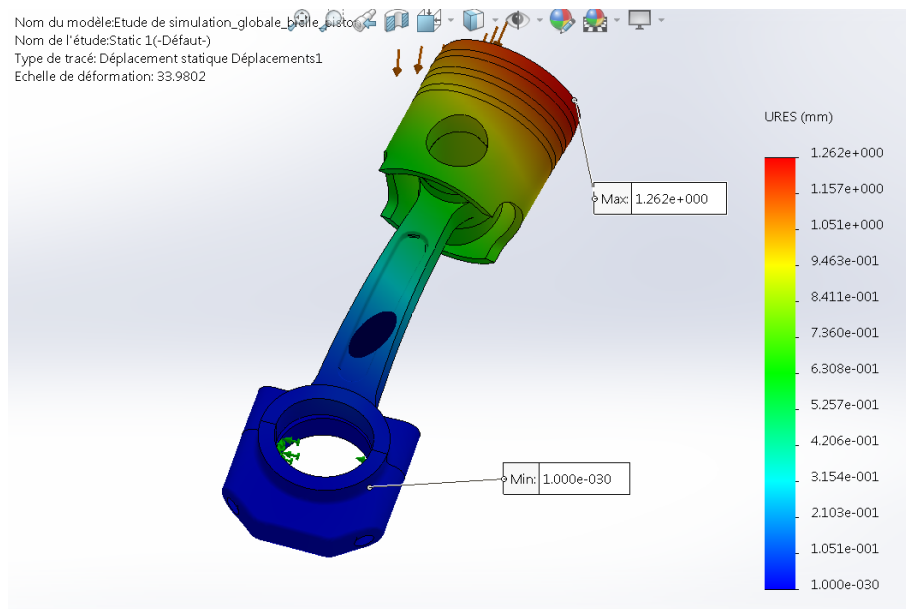 Nom du modèle:Etude de simulation_globale_bielle_pistor
Nom de l'étude:Static 1(-Défaut-)
Type de tracé: Déplacement statique Déplacements1
Echelle de déformation: 33.9802
URES (mm)
1.262e+000
1.157e+000
1.051e+000
9.463e-001
8.411e-001
7.360e-001
6.308e-001
5.257e-001
4.206e-001
3.154e-001
2.103e-001
1.051e-001
1.000e-030
Max: 1.262e+000
Min: 1.000e-030